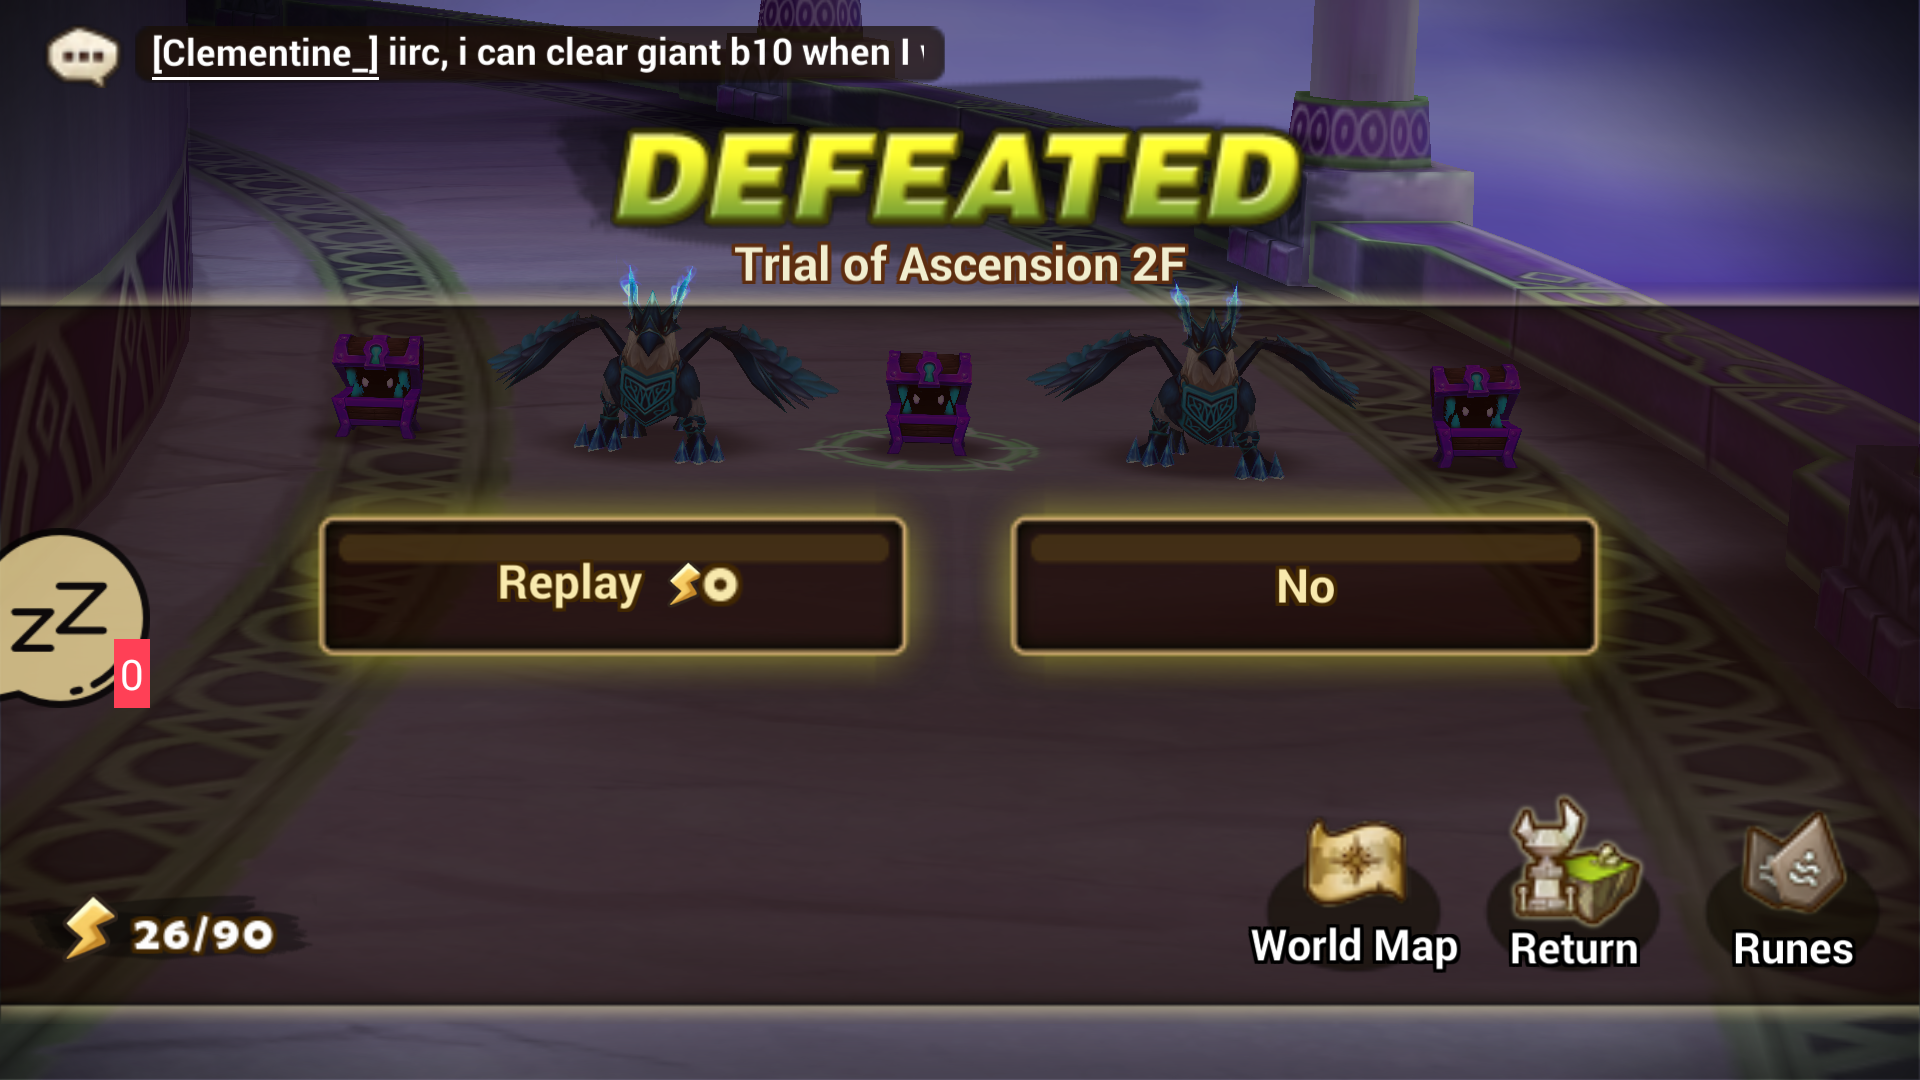 [Clementine_] iirc, i can clear giant b10 when I
DEFEATED
Trial of Ascension 2F
Replay 0
No
zZ
0
26/90
World Map
Return
Runes